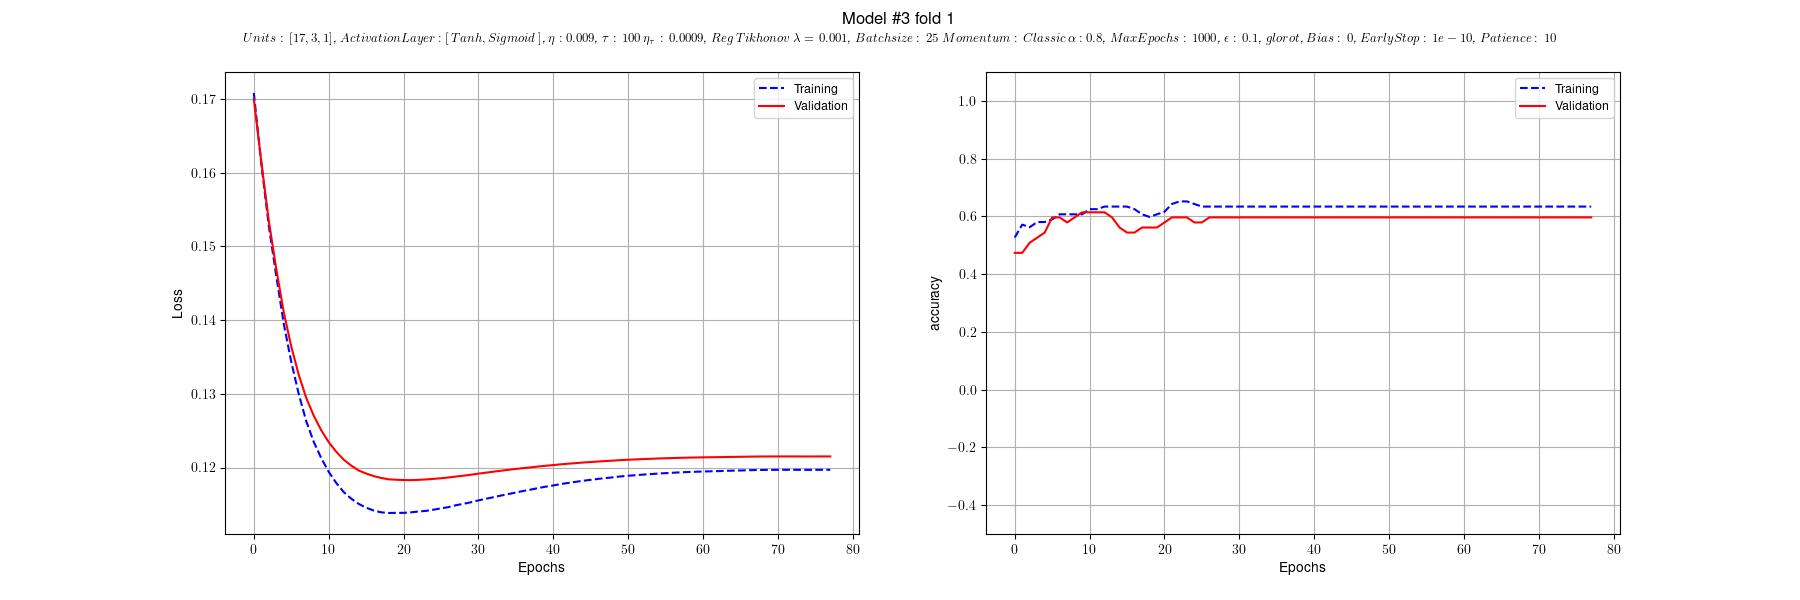 Model #3 fold 1
Units : [17, 3, 1], ActivationLayer : [ Tanh, Sigmoid ], η : 0.009, τ : 100 ητ : 0.0009, Reg Tikhonov λ = 0.001, Batchsize : 25 Momentum : Classic α : 0.8, MaxEpochs : 1000, ϵ : 0.1, glorot, Bias : 0, EarlyStop : 1e − 10, Patience : 10
Training
Validation
0.17
0.16
0.15
0.14
0.13
0.12
Loss
0 10 20 30 40 50 60 70 80
Epochs
Training
Validation
1.0
0.8
0.6
0.4
0.2
0.0
−0.2
−0.4
accuracy
0 10 20 30 40 50 60 70 80
Epochs